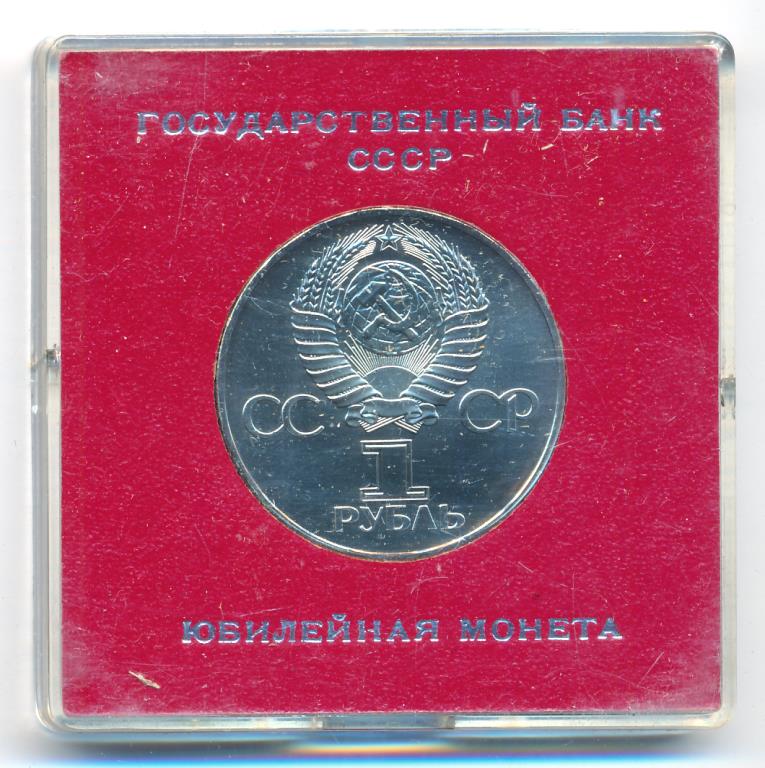 ГОСУДАРСТВЕННЫЙ БАНК
СССР
СС СР
1
РУБЛЬ
ЮБИЛЕЙНАЯ МОНЕТА